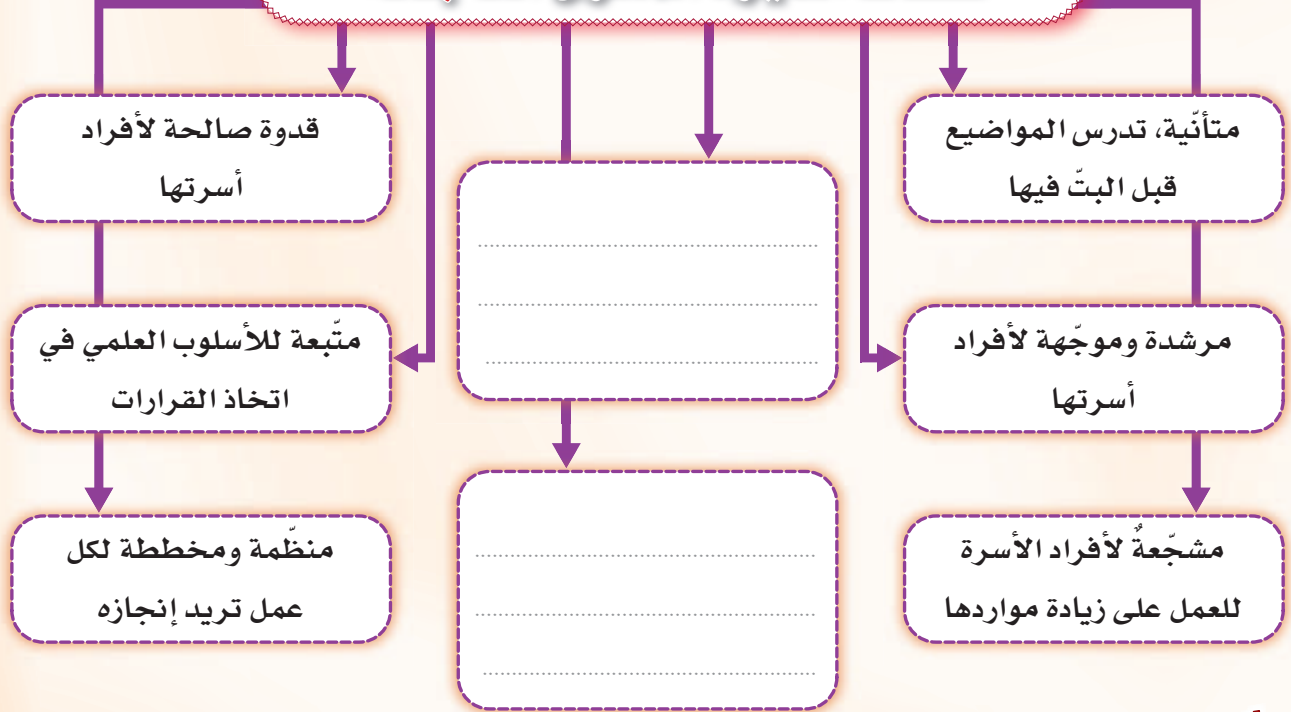 متأنّية، تدرس المواضيع
قبل البتّ فيها
قدوة صالحة لأفراد
أسرتها
مرشدة وموجّهة لأفراد
أسرتها
متّبعة للأسلوب العلمي في
اتخاذ القرارات
مشجّعةٌ لأفراد الأسرة
للعمل على زيادة مواردها
منظّمة ومخططة لكل
عمل تريد إنجازه